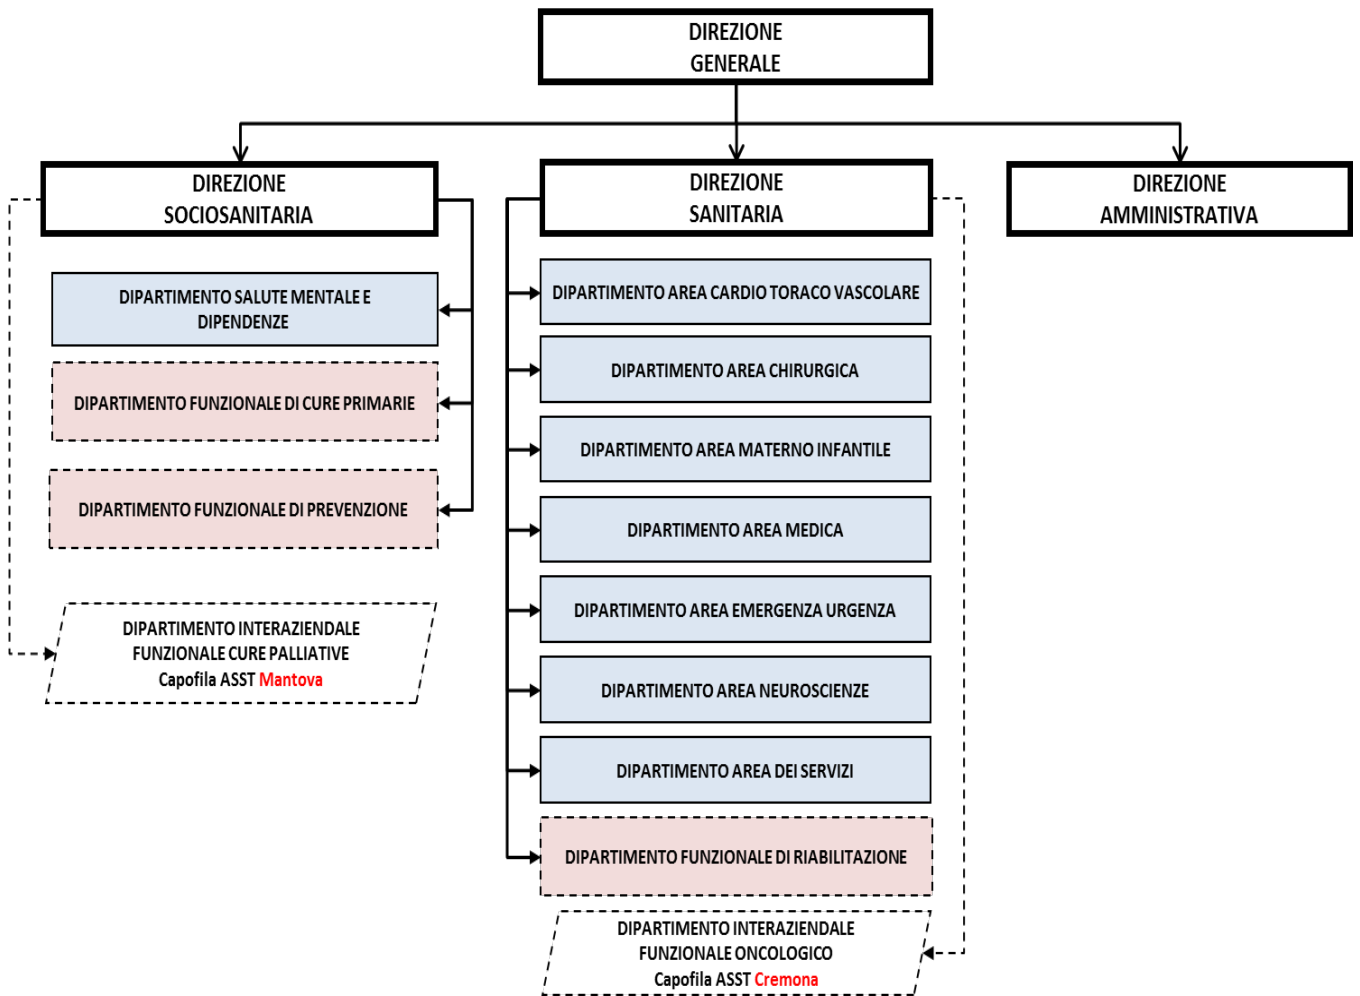 DIREZIONE
GENERALE
DIREZIONE
SOCIOSANITARIA
DIREZIONE
SANITARIA
DIREZIONE
AMMINISTRATIVA
DIPARTIMENTO SALUTE MENTALE E
DIPENDENZE
DIPARTIMENTO FUNZIONALE DI CURE PRIMARIE
DIPARTIMENTO FUNZIONALE DI PREVENZIONE
DIPARTIMENTO INTERAZIENDALE
FUNZIONALE CURE PALLIATIVE
Capofila ASST Mantova
DIPARTIMENTO AREA CARDIO TORACO VASCOLARE
DIPARTIMENTO AREA CHIRURGICA
DIPARTIMENTO AREA MATERNO INFANTILE
DIPARTIMENTO AREA MEDICA
DIPARTIMENTO AREA EMERGENZA URGENZA
DIPARTIMENTO AREA NEUROSCIENZE
DIPARTIMENTO AREA DEI SERVIZI
DIPARTIMENTO FUNZIONALE DI RIABILITAZIONE
DIPARTIMENTO INTERAZIENDALE
FUNZIONALE ONCOLOGICO
Capofila ASST Cremona